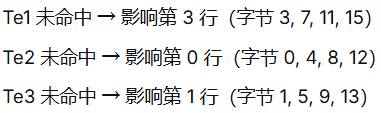 Te1 未命中 → 影响第 3 行（字节 3, 7, 11, 15）
Te2 未命中 → 影响第 0 行（字节 0, 4, 8, 12）
Te3 未命中 → 影响第 1 行（字节 1, 5, 9, 13）